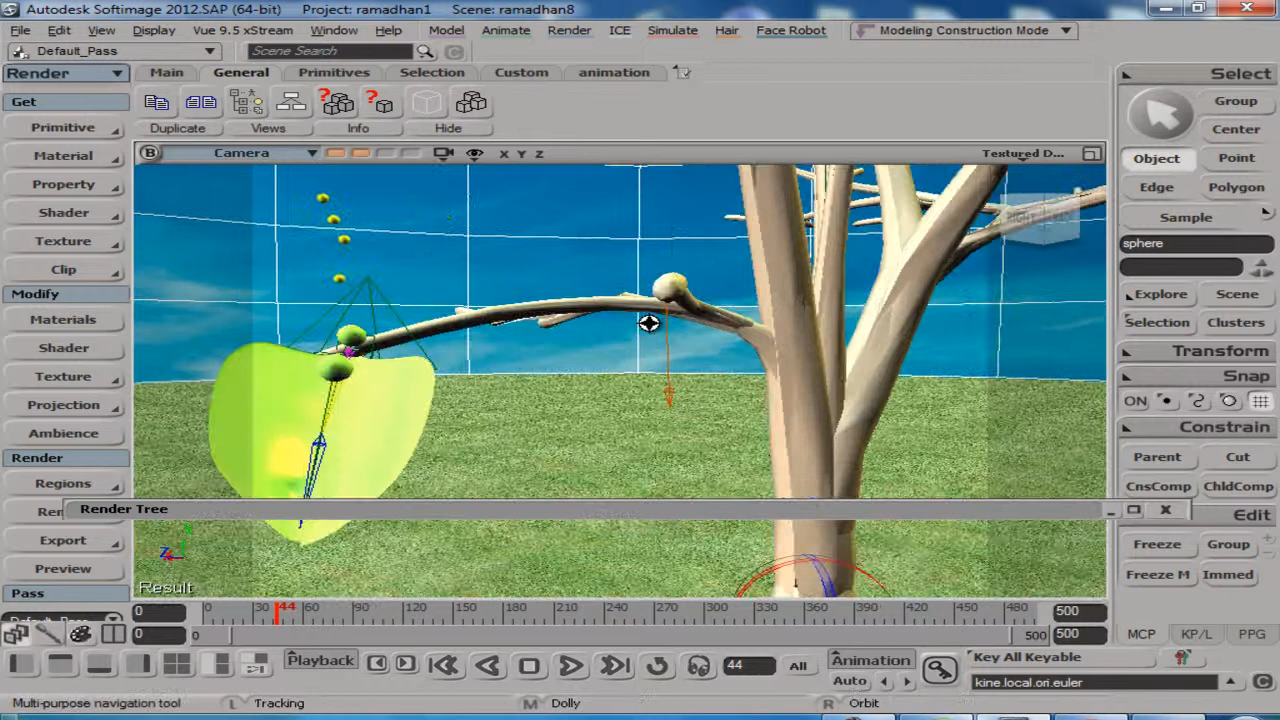 Autodesk Softimage 2012.SAP (64-bit) Project: ramadhan1 Scene: ramadhan8
File Edit View Display Vue 9.5 xStream Window Help Model Animate Render ICE Simulate Hair Face Robot Modeling Construction Mode
Default_Pass Scene Search
Render Main General Primitives Selection Custom animation Select
Get Group
Primitive Duplicate Views Info Hide Center
Material B Camera X Y Z Textured D... Object Point
Property Edge Polygon
Shader Sample
Texture sphere
Clip
Modify Explore Scene
Materials Selection Clusters
Shader Transform
Texture Snap
Projection ON
Ambience Constrain
Render Parent Cut
Regions CnsComp ChldComp
Render Tree Edit
Export Freeze Group
Preview Result Freeze M Immed
Pass
0 0 30 44 60 90 120 150 180 210 240 270 300 330 360 390 420 450 480 500
0 0 500 500 MCP KP/L PPG
Playback 44 All Animation Key All Keyable
Auto kine.local.ori.euler
Multi-purpose navigation tool L Tracking M Dolly R Orbit